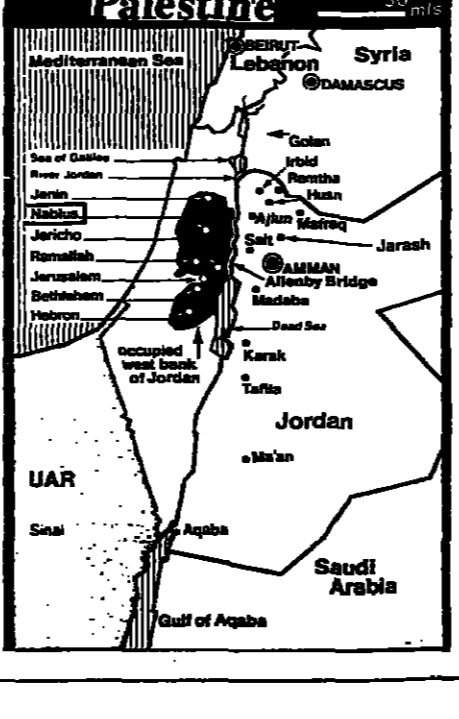 Palestine
30
mls
BEIRUT
Mediterranean Sea
Lebanon
Syria
DAMASCUS
Golan
Sea of Galilee
Irbid
River Jordan
Ramtha
Jenin
Husn
Nablus
Ajlun
Mafraq
Jericho
Salt
Jarash
Ramallah
AMMAN
Jerusalem
Allenby Bridge
Bethlehem
Madaba
Hebron
Dead Sea
occupied
west bank
of Jordan
Karak
Tafila
Jordan
Ma'an
UAR
Sinai
Aqaba
Saudi
Arabia
Gulf of Aqaba